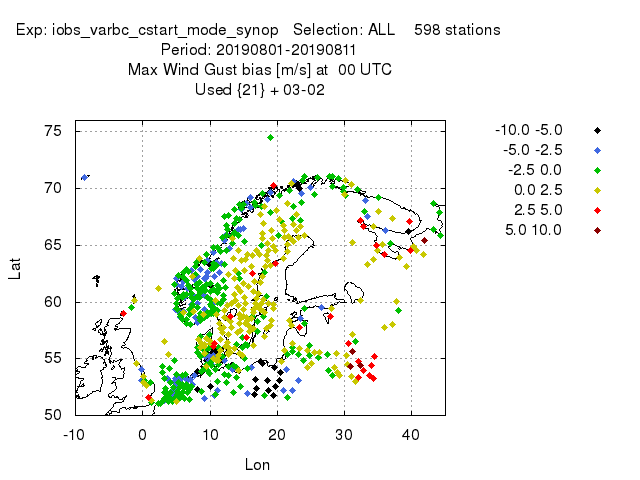 Exp: iobs_varbc_cstart_mode_synop Selection: ALL 598 stations
Period: 20190801-20190811
Max Wind Gust bias [m/s] at 00 UTC
Used {21} + 03-02
-10.0 -5.0
-5.0 -2.5
-2.5 0.0
0.0 2.5
2.5 5.0
5.0 10.0
75
70
65
60
55
50
Lat
-10 0 10 20 30 40
Lon